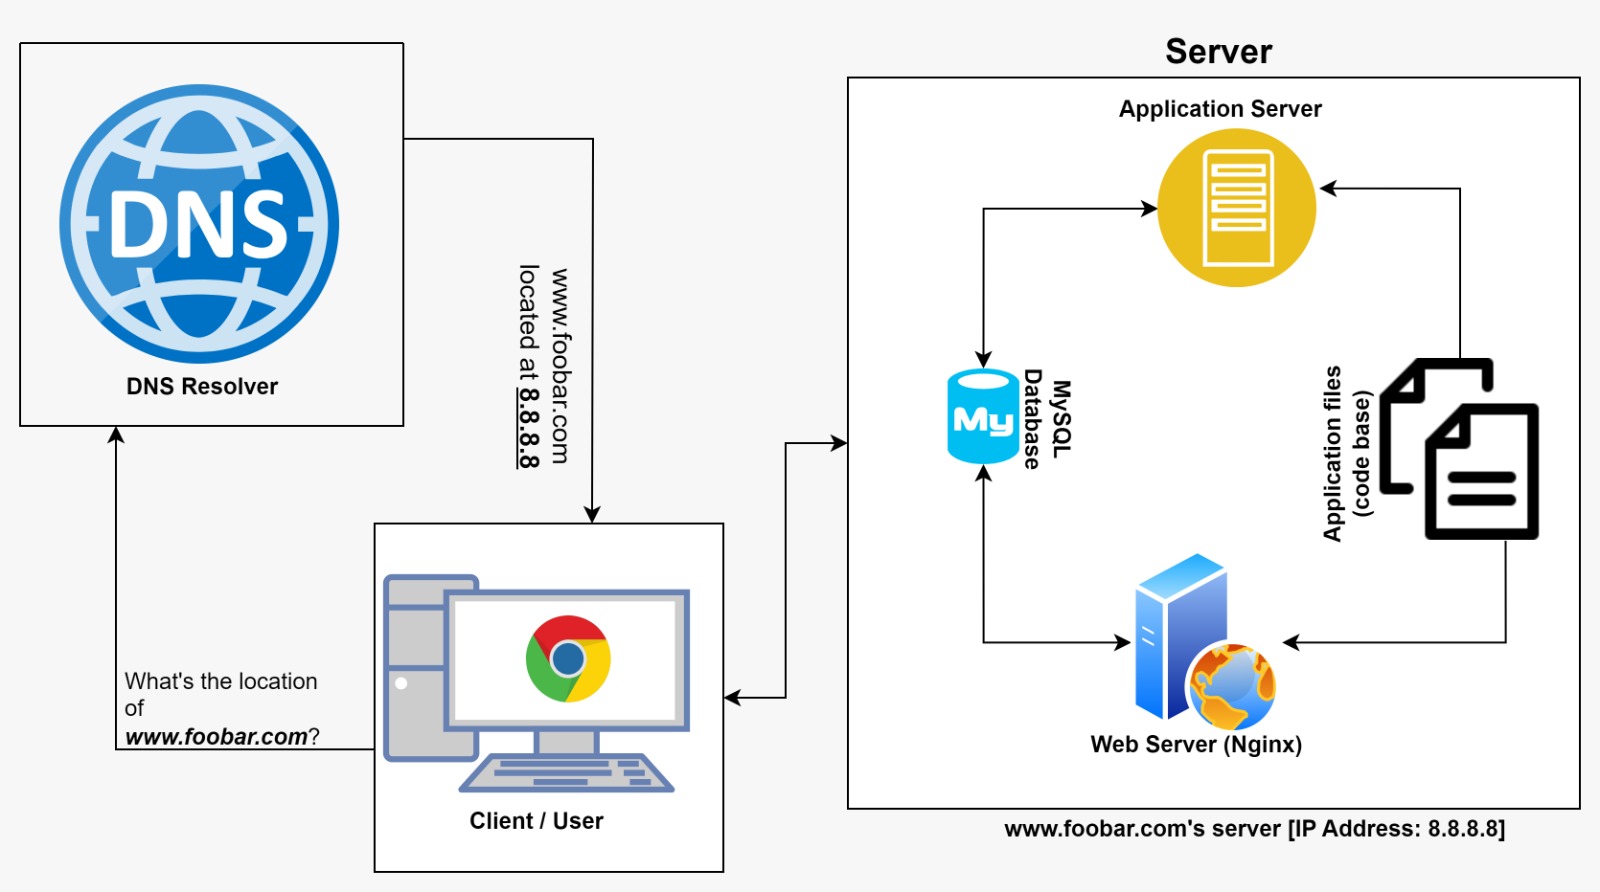 DNS
DNS Resolver
www.foobar.com
located at 8.8.8.8
What's the location
of
www.foobar.com?
Client / User
Server
Application Server
My
MySQL
Database
Application files
(code base)
Web Server (Nginx)
www.foobar.com's server [IP Address: 8.8.8.8]